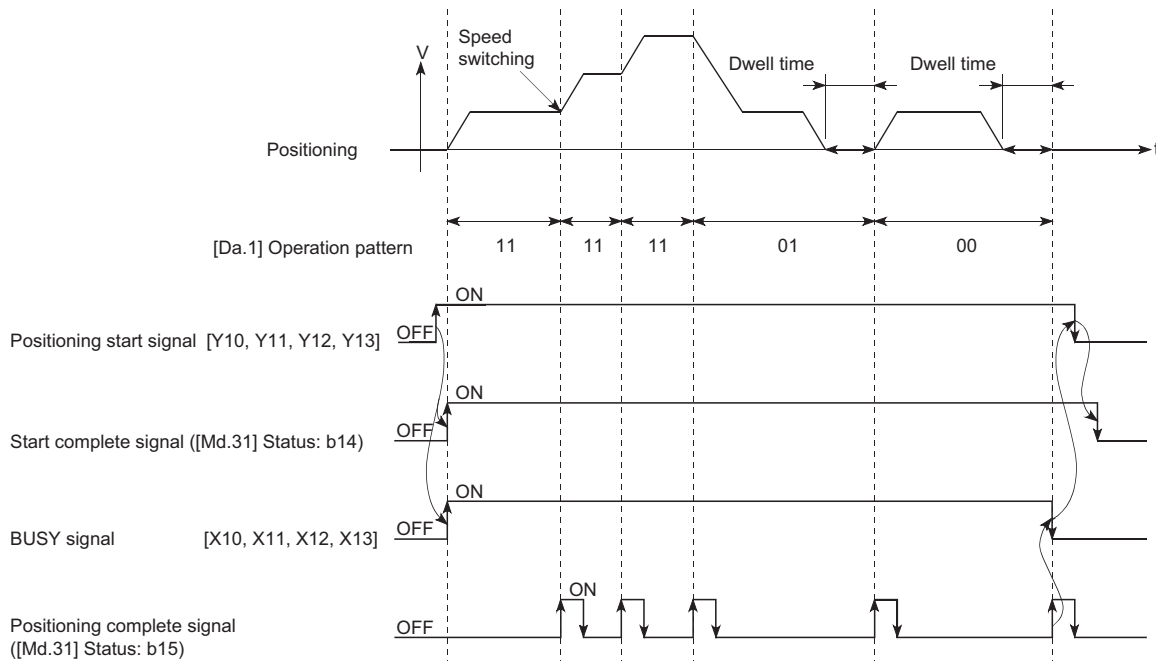 Speed
switching
V
Dwell time
Dwell time
Positioning
t
[Da.1] Operation pattern
11
11
11
01
00
ON
OFF
Positioning start signal [Y10, Y11, Y12, Y13]
ON
OFF
Start complete signal ([Md.31] Status: b14)
ON
OFF
BUSY signal [X10, X11, X12, X13]
ON
OFF
Positioning complete signal
([Md.31] Status: b15)